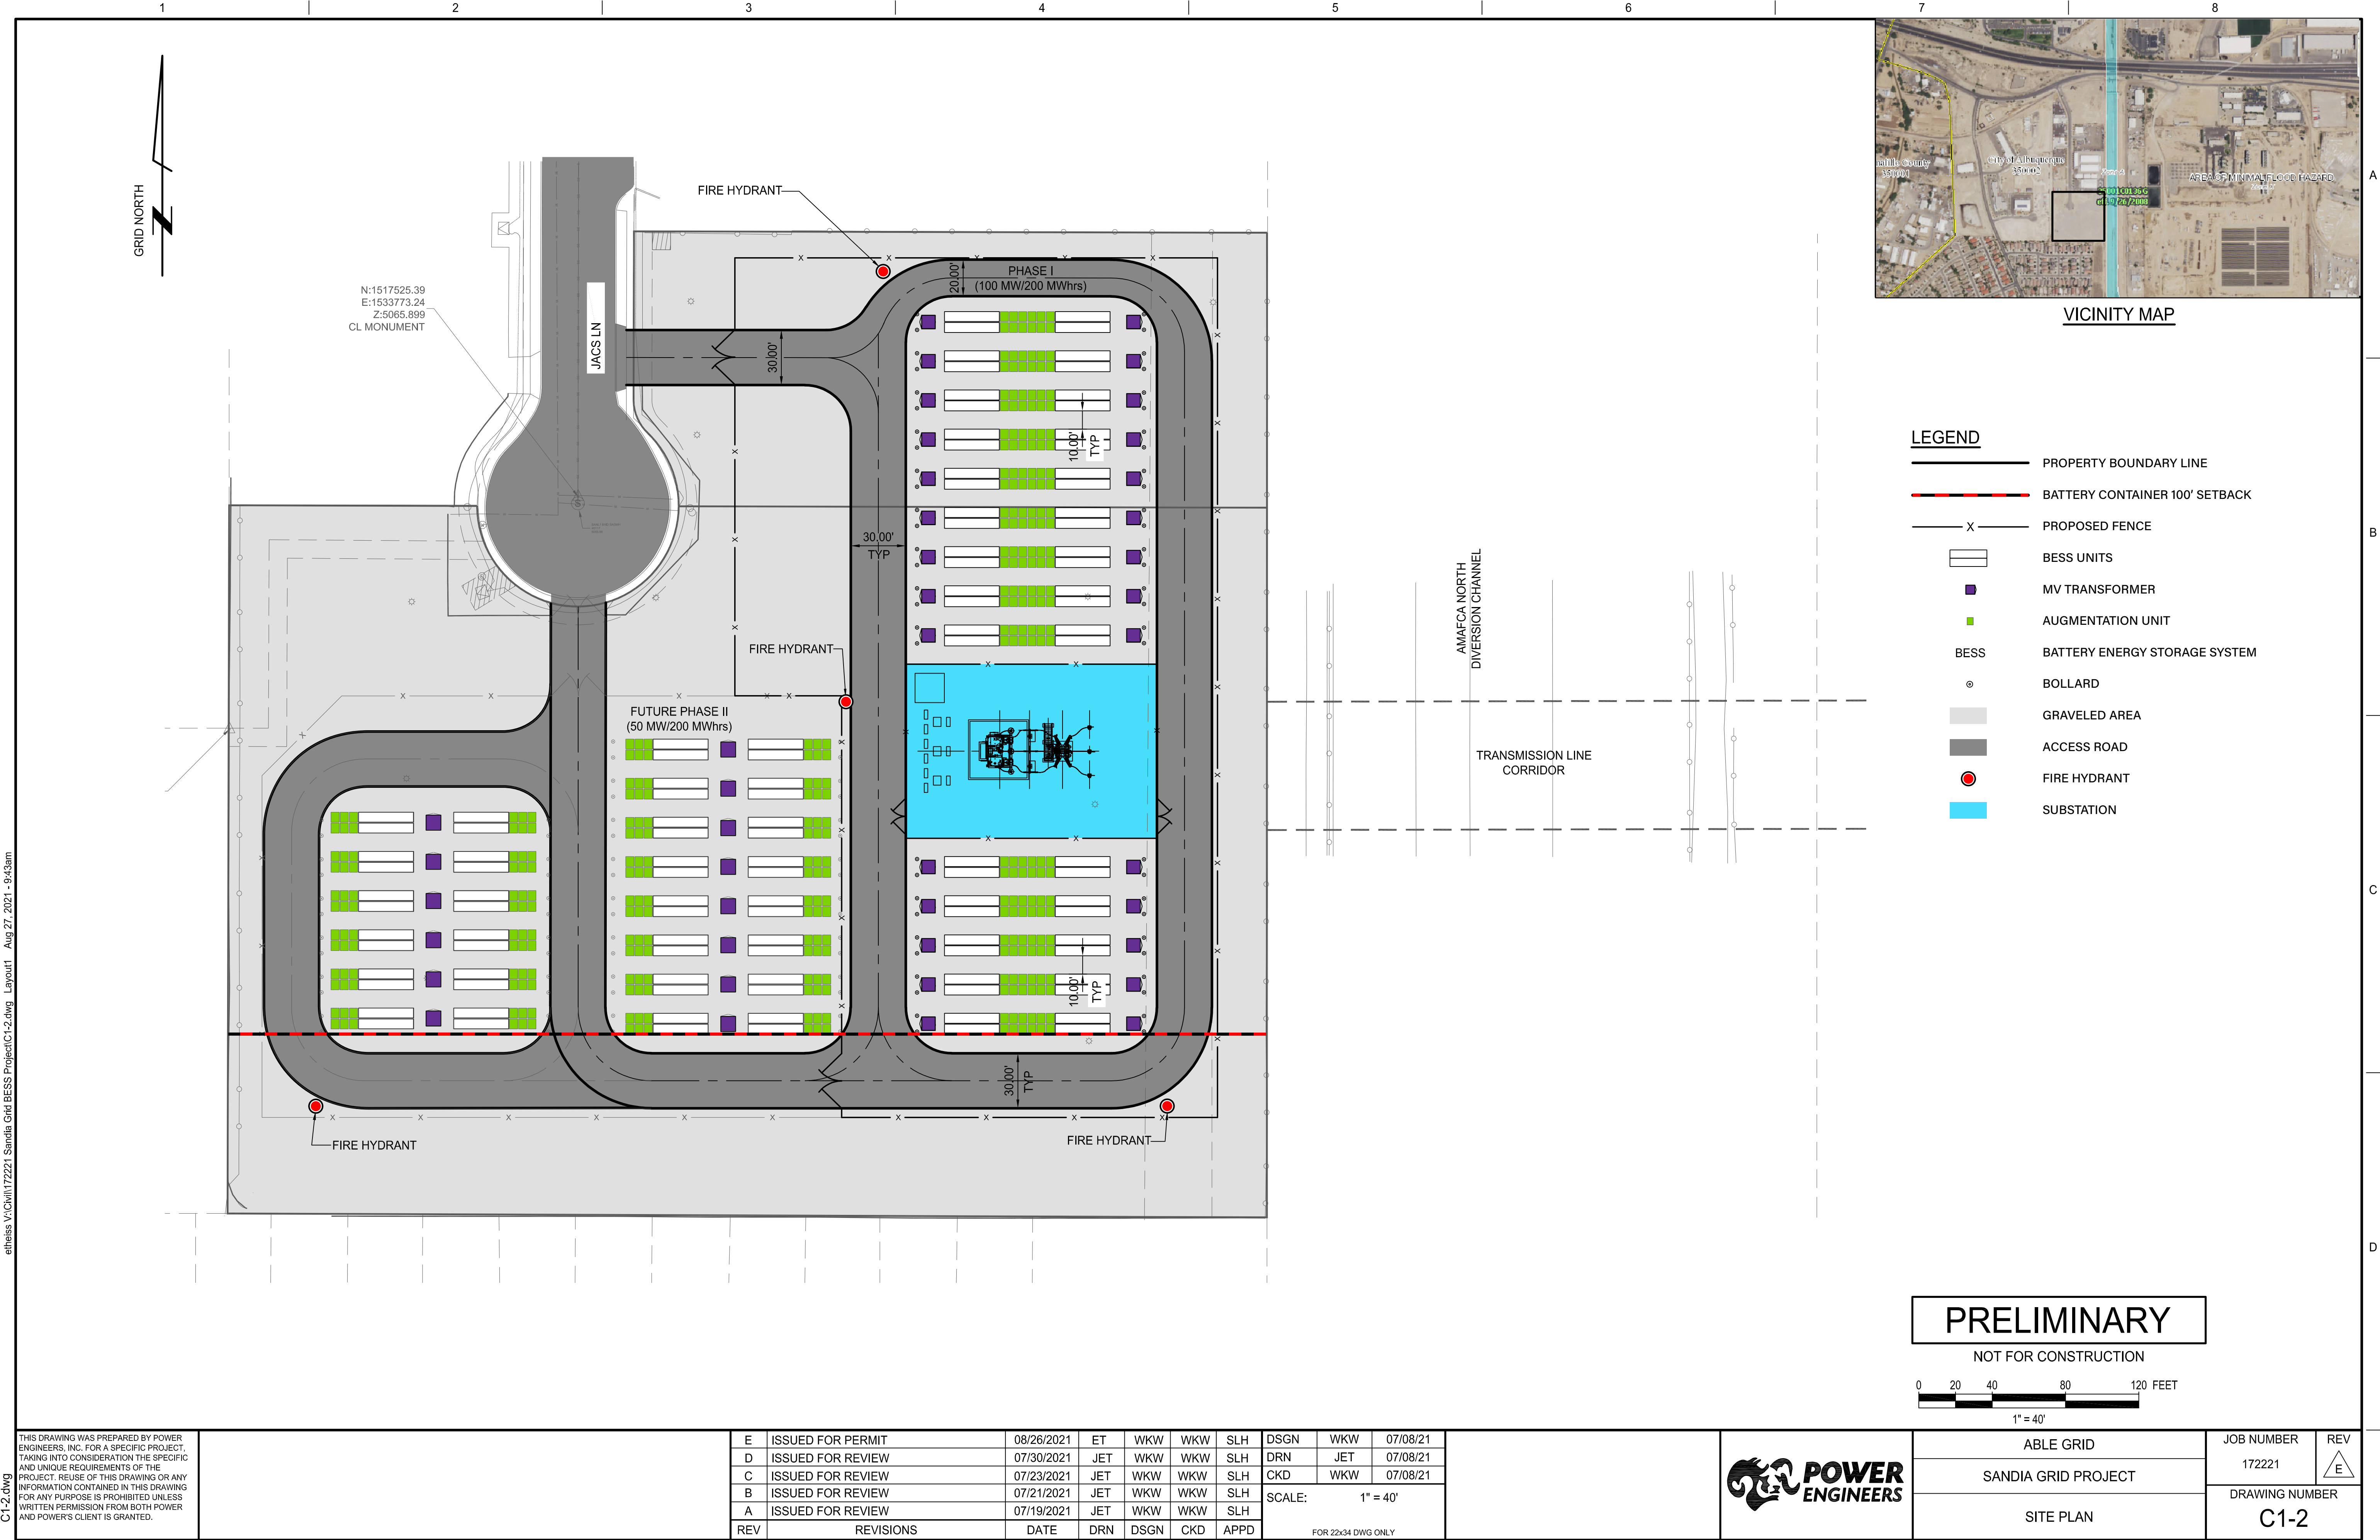 1 2 3 4 5 6 7 8
A
B
C
D
GRID NORTH
N:1517525.39
E:1533773.24
Z:5065.899
CL MONUMENT
JACS LN
FIRE HYDRANT
PHASE I
(100 MW/200 MWhrs)
20.00'
30.00'
10.00'
TYP
30.00'
TYP
FIRE HYDRANT
FUTURE PHASE II
(50 MW/200 MWhrs)
10.00'
TYP
30.00'
TYP
FIRE HYDRANT
FIRE HYDRANT
AMAFCA NORTH
DIVERSION CHANNEL
TRANSMISSION LINE
CORRIDOR
City of Albuquerque
350002
350001
AREA OF MINIMAL FLOOD HAZARD
35001C0136G
eff. 9/26/2008
VICINITY MAP
LEGEND
PROPERTY BOUNDARY LINE
BATTERY CONTAINER 100' SETBACK
X PROPOSED FENCE
BESS UNITS
MV TRANSFORMER
AUGMENTATION UNIT
BESS BATTERY ENERGY STORAGE SYSTEM
BOLLARD
GRAVELED AREA
ACCESS ROAD
FIRE HYDRANT
SUBSTATION
PRELIMINARY
NOT FOR CONSTRUCTION
0 20 40 80 120 FEET
1" = 40'
etheiss V:\Civil\172221 Sandia Grid BESS Project\C1-2.dwg Layout1 Aug 27, 2021 - 9:43am
C1-2.dwg
THIS DRAWING WAS PREPARED BY POWER
ENGINEERS, INC. FOR A SPECIFIC PROJECT,
TAKING INTO CONSIDERATION THE SPECIFIC
AND UNIQUE REQUIREMENTS OF THE
PROJECT. REUSE OF THIS DRAWING OR ANY
INFORMATION CONTAINED IN THIS DRAWING
FOR ANY PURPOSE IS PROHIBITED UNLESS
WRITTEN PERMISSION FROM BOTH POWER
AND POWER'S CLIENT IS GRANTED.
E ISSUED FOR PERMIT 08/26/2021 ET WKW WKW SLH
D ISSUED FOR REVIEW 07/30/2021 JET WKW WKW SLH
C ISSUED FOR REVIEW 07/23/2021 JET WKW WKW SLH
B ISSUED FOR REVIEW 07/21/2021 JET WKW WKW SLH
A ISSUED FOR REVIEW 07/19/2021 JET WKW WKW SLH
REV REVISIONS DATE DRN DSGN CKD APPD
DSGN WKW 07/08/21
DRN JET 07/08/21
CKD WKW 07/08/21
SCALE: 1" = 40'
FOR 22x34 DWG ONLY
POWER
ENGINEERS
ABLE GRID
SANDIA GRID PROJECT
SITE PLAN
JOB NUMBER
172221
REV
E
DRAWING NUMBER
C1-2